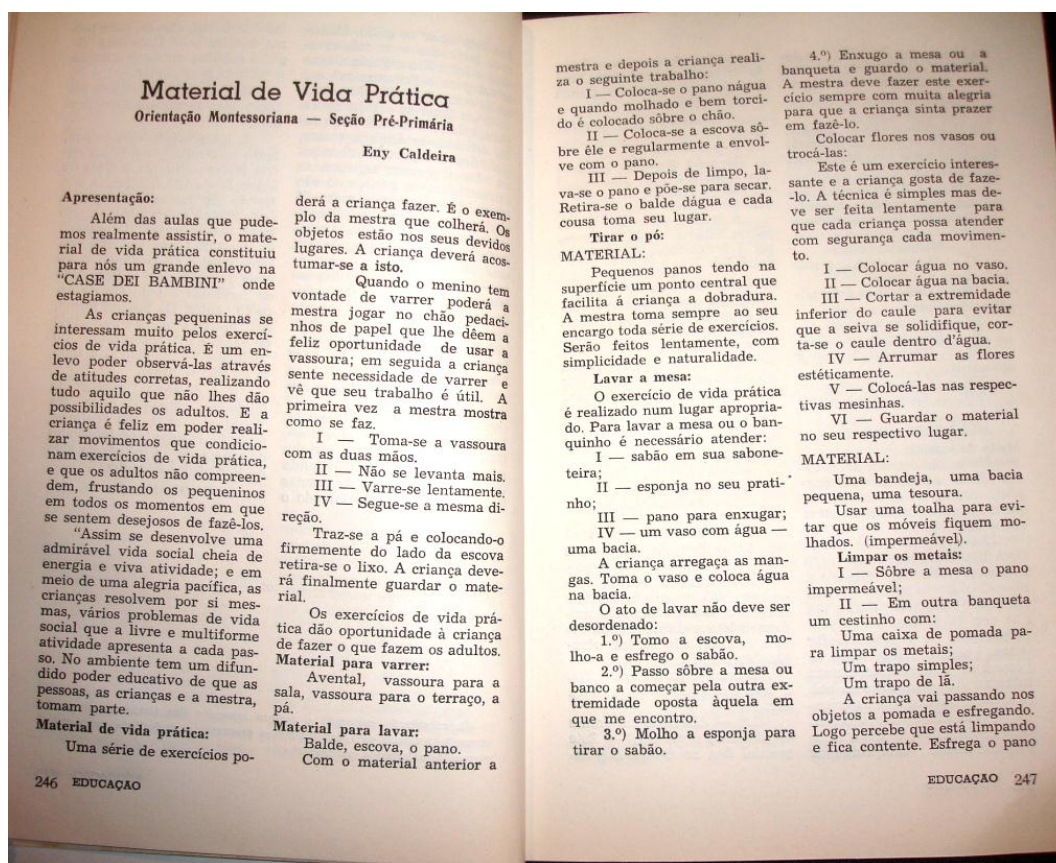 Material de Vida Prática
Orientação Montessoriana — Seção Pré-Primária
Eny Caldeira
Apresentação:
Além das aulas que pude-
mos realmente assistir, o mate-
rial de vida prática constituiu
para nós um grande enlevo na
"CASE DEI BAMBINI" onde
estagiamos.
As crianças pequeninas se
interessam muito pelos exercí-
cios de vida prática. É um en-
levo poder observá-las através
de atitudes corretas, realizando
tudo aquilo que não lhes dão
possibilidades os adultos. E a
criança é feliz em poder reali-
zar movimentos que condicio-
nam exercícios de vida prática,
e que os adultos não compreen-
dem, frustando os pequeninos
em todos os momentos em que
se sentem desejosos de fazê-los.
"Assim se desenvolve uma
admirável vida social cheia de
energia e viva atividade; e em
meio de uma alegria pacífica, as
crianças resolvem por si mes-
mas, vários problemas de vida
social que a livre e multiforme
atividade apresenta a cada pas-
so. No ambiente tem um difun-
dido poder educativo de que as
pessoas, as crianças e a mestra,
tomam parte.
Material de vida prática:
Uma série de exercícios po-
derá a criança fazer. É o exem-
plo da mestra que colherá. Os
objetos estão nos seus devidos
lugares. A criança deverá acos-
tumar-se a isto.
Quando o menino tem
vontade de varrer poderá a
mestra jogar no chão pedaci-
nhos de papel que lhe dêem a
feliz oportunidade de usar a
vassoura; em seguida a criança
sente necessidade de varrer e
vê que seu trabalho é útil. A
primeira vez a mestra mostra
como se faz.
I — Toma-se a vassoura
com as duas mãos.
II — Não se levanta mais.
III — Varre-se lentamente.
IV — Segue-se a mesma di-
reção.
Traz-se a pá e colocando-o
firmemente do lado da escova
retira-se o lixo. A criança deve-
rá finalmente guardar o mate-
rial.
Os exercícios de vida prá-
tica dão oportunidade à criança
de fazer o que fazem os adultos.
Material para varrer:
Avental, vassoura para a
sala, vassoura para o terraço, a
pá.
Material para lavar:
Balde, escova, o pano.
Com o material anterior a
246 EDUCAÇÃO
mestra e depois a criança reali-
za o seguinte trabalho:
I — Coloca-se o pano nágua
e quando molhado e bem torci-
do é colocado sôbre o chão.
II — Coloca-se a escova sô-
bre êle e regularmente a envol-
ve com o pano.
III — Depois de limpo, la-
va-se o pano e põe-se para secar.
Retira-se o balde dágua e cada
cousa toma seu lugar.
Tirar o pó:
MATERIAL:
Pequenos panos tendo na
superfície um ponto central que
facilita á criança a dobradura.
A mestra toma sempre ao seu
encargo toda série de exercícios.
Serão feitos lentamente, com
simplicidade e naturalidade.
Lavar a mesa:
O exercício de vida prática
é realizado num lugar apropria-
do. Para lavar a mesa ou o ban-
quinho é necessário atender:
I — sabão em sua sabone-
teira;
II — esponja no seu prati-
nho;
III — pano para enxugar;
IV — um vaso com água —
uma bacia.
A criança arregaça as man-
gas. Toma o vaso e coloca água
na bacia.
O ato de lavar não deve ser
desordenado:
1.º) Tomo a escova, mo-
lho-a e esfrego o sabão.
2.º) Passo sôbre a mesa ou
banco a começar pela outra ex-
tremidade oposta àquela em
que me encontro.
3.º) Molho a esponja para
tirar o sabão.
4.º) Enxugo a mesa ou a
banqueta e guardo o material.
A mestra deve fazer este exer-
cício sempre com muita alegria
para que a criança sinta prazer
em fazê-lo.
Colocar flores nos vasos ou
trocá-las:
Este é um exercício interes-
sante e a criança gosta de faze-
-lo. A técnica é simples mas de-
ve ser feita lentamente para
que cada criança possa atender
com segurança cada movimen-
to.
I — Colocar água no vaso.
II — Colocar água na bacia.
III — Cortar a extremidade
inferior do caule para evitar
que a seiva se solidifique, cor-
ta-se o caule dentro d'água.
IV — Arrumar as flores
estéticamente.
V — Colocá-las nas respec-
tivas mesinhas.
VI — Guardar o material
no seu respectivo lugar.
MATERIAL:
Uma bandeja, uma bacia
pequena, uma tesoura.
Usar uma toalha para evi-
tar que os móveis fiquem mo-
lhados. (impermeável).
Limpar os metais:
I — Sôbre a mesa o pano
impermeável;
II — Em outra banqueta
um cestinho com:
Uma caixa de pomada pa-
ra limpar os metais;
Um trapo simples;
Um trapo de lã.
A criança vai passando nos
objetos a pomada e esfregando.
Logo percebe que está limpando
e fica contente. Esfrega o pano
EDUCAÇÃO 247